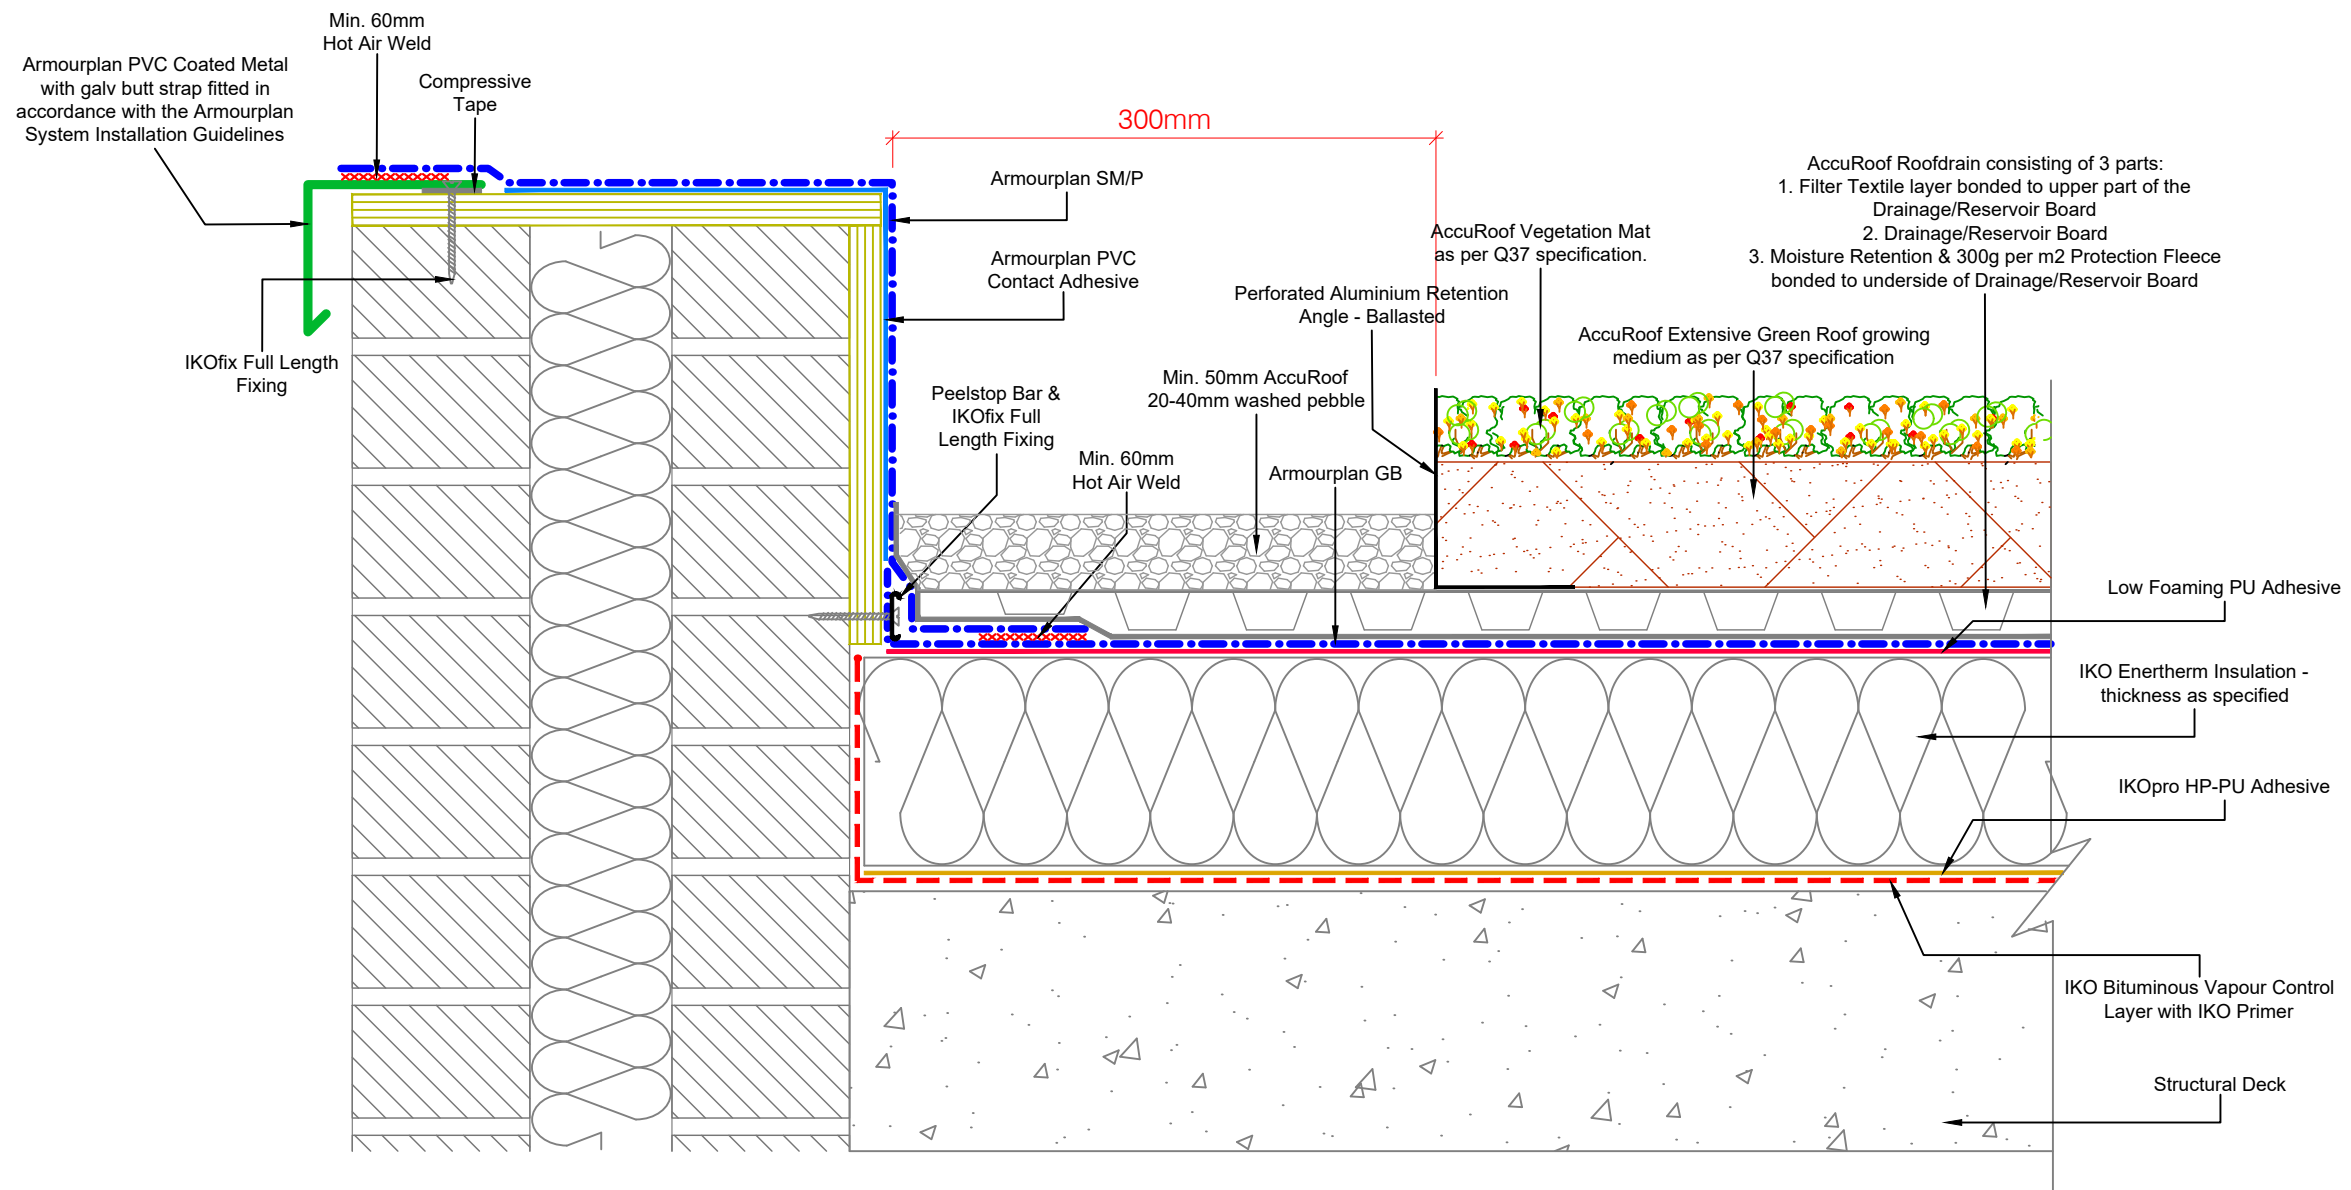 Min. 60mm
Hot Air Weld
Armourplan PVC Coated Metal
with galv butt strap fitted in
accordance with the Armourplan
System Installation Guidelines
Compressive
Tape
300mm
Armourplan SM/P
Armourplan PVC
Contact Adhesive
AccuRoof Roofdrain consisting of 3 parts:
1. Filter Textile layer bonded to upper part of the
Drainage/Reservoir Board
2. Drainage/Reservoir Board
3. Moisture Retention & 300g per m2 Protection Fleece
bonded to underside of Drainage/Reservoir Board
AccuRoof Vegetation Mat
as per Q37 specification.
Perforated Aluminium Retention
Angle - Ballasted
AccuRoof Extensive Green Roof growing
medium as per Q37 specification
IKOfix Full Length
Fixing
Min. 50mm AccuRoof
20-40mm washed pebble
Peelstop Bar &
IKOfix Full
Length Fixing
Min. 60mm
Hot Air Weld
Armourplan GB
Low Foaming PU Adhesive
IKO Enertherm Insulation -
thickness as specified
IKOpro HP-PU Adhesive
IKO Bituminous Vapour Control
Layer with IKO Primer
Structural Deck